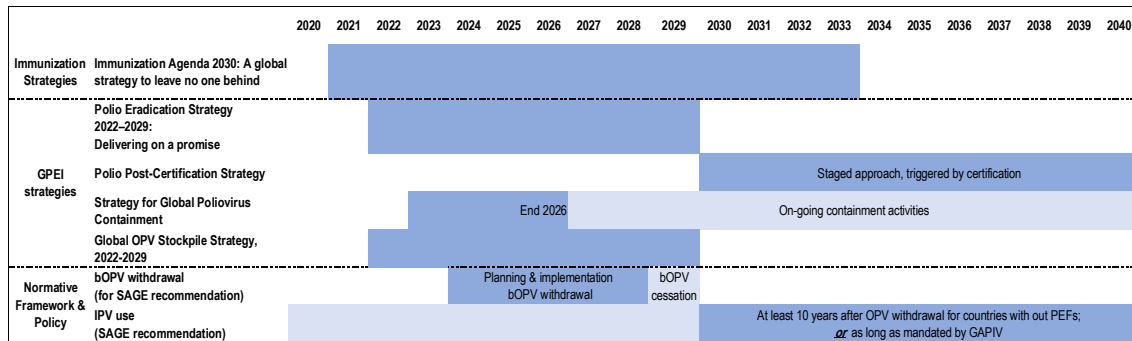 2020 2021 2022 2023 2024 2025 2026 2027 2028 2029 2030 2031 2032 2033 2034 2035 2036 2037 2038 2039 2040
Immunization Strategies
Immunization Agenda 2030: A global
strategy to leave no one behind
GPEI
strategies
Polio Eradication Strategy
2022–2029:
Delivering on a promise
Polio Post-Certification Strategy
Staged approach, triggered by certification
Strategy for Global Poliovirus
Containment
End 2026
On-going containment activities
Global OPV Stockpile Strategy,
2022-2029
Normative
Framework &
Policy
bOPV withdrawal
(for SAGE recommendation)
Planning & implementation
bOPV withdrawal
bOPV
cessation
IPV use
(SAGE recommendation)
At least 10 years after OPV withdrawal for countries with out PEFs;
or as long as mandated by GAPIV